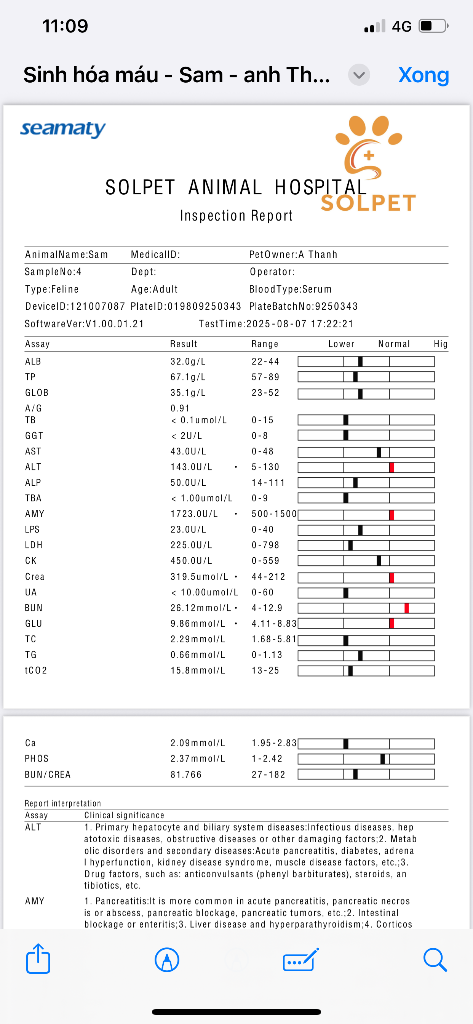 11:09
4G
Sinh hóa máu - Sam - anh Th...
Xong
seamaty
SOLPET ANIMAL HOSPITAL
SOLPET
Inspection Report
AnimalName:Sam MedicalID: PetOwner:A Thanh
SampleNo:4 Dept: Operator:
Type:Feline Age:Adult BloodType:Serum
DeviceID:121007087 PlateID:019809250343 PlateBatchNo:9250343
SoftwareVer:V1.00.01.21 TestTime:2025-08-07 17:22:21
Assay Result Range Lower Normal Hig
ALB 32.0g/L 22-44
TP 67.1g/L 57-89
GLOB 35.1g/L 23-52
A/G 0.91
TB < 0.1umol/L 0-15
GGT < 2U/L 0-8
AST 43.0U/L 0-48
ALT 143.0U/L • 5-130
ALP 50.0U/L 14-111
TBA < 1.00umol/L 0-9
AMY 1723.0U/L • 500-1500
LPS 23.0U/L 0-40
LDH 225.0U/L 0-798
CK 450.0U/L 0-559
Crea 319.5umol/L • 44-212
UA < 10.00umol/L 0-60
BUN 26.12mmol/L • 4-12.9
GLU 9.86mmol/L • 4.11-8.83
TC 2.29mmol/L 1.68-5.81
TG 0.66mmol/L 0-1.13
tCO2 15.8mmol/L 13-25
Ca 2.09mmol/L 1.95-2.83
PHOS 2.37mmol/L 1-2.42
BUN/CREA 81.766 27-182
Report interpretation
Assay Clinical significance
ALT 1. Primary hepatocyte and biliary system diseases:Infectious diseases, hep
atotoxic diseases, obstructive diseases or other damaging factors;2. Metab
olic disorders and secondary diseases:Acute pancreatitis, diabetes, adrena
l hyperfunction, kidney disease syndrome, muscle disease factors, etc.;3.
Drug factors, such as: anticonvulsants (phenyl barbiturates), steroids, an
tibiotics, etc.
AMY 1. Pancreatitis:It is more common in acute pancreatitis, pancreatic necros
is or abscess, pancreatic blockage, pancreatic tumors, etc.;2. Intestinal
blockage or enteritis;3. Liver disease and hyperparathyroidism;4. Corticos